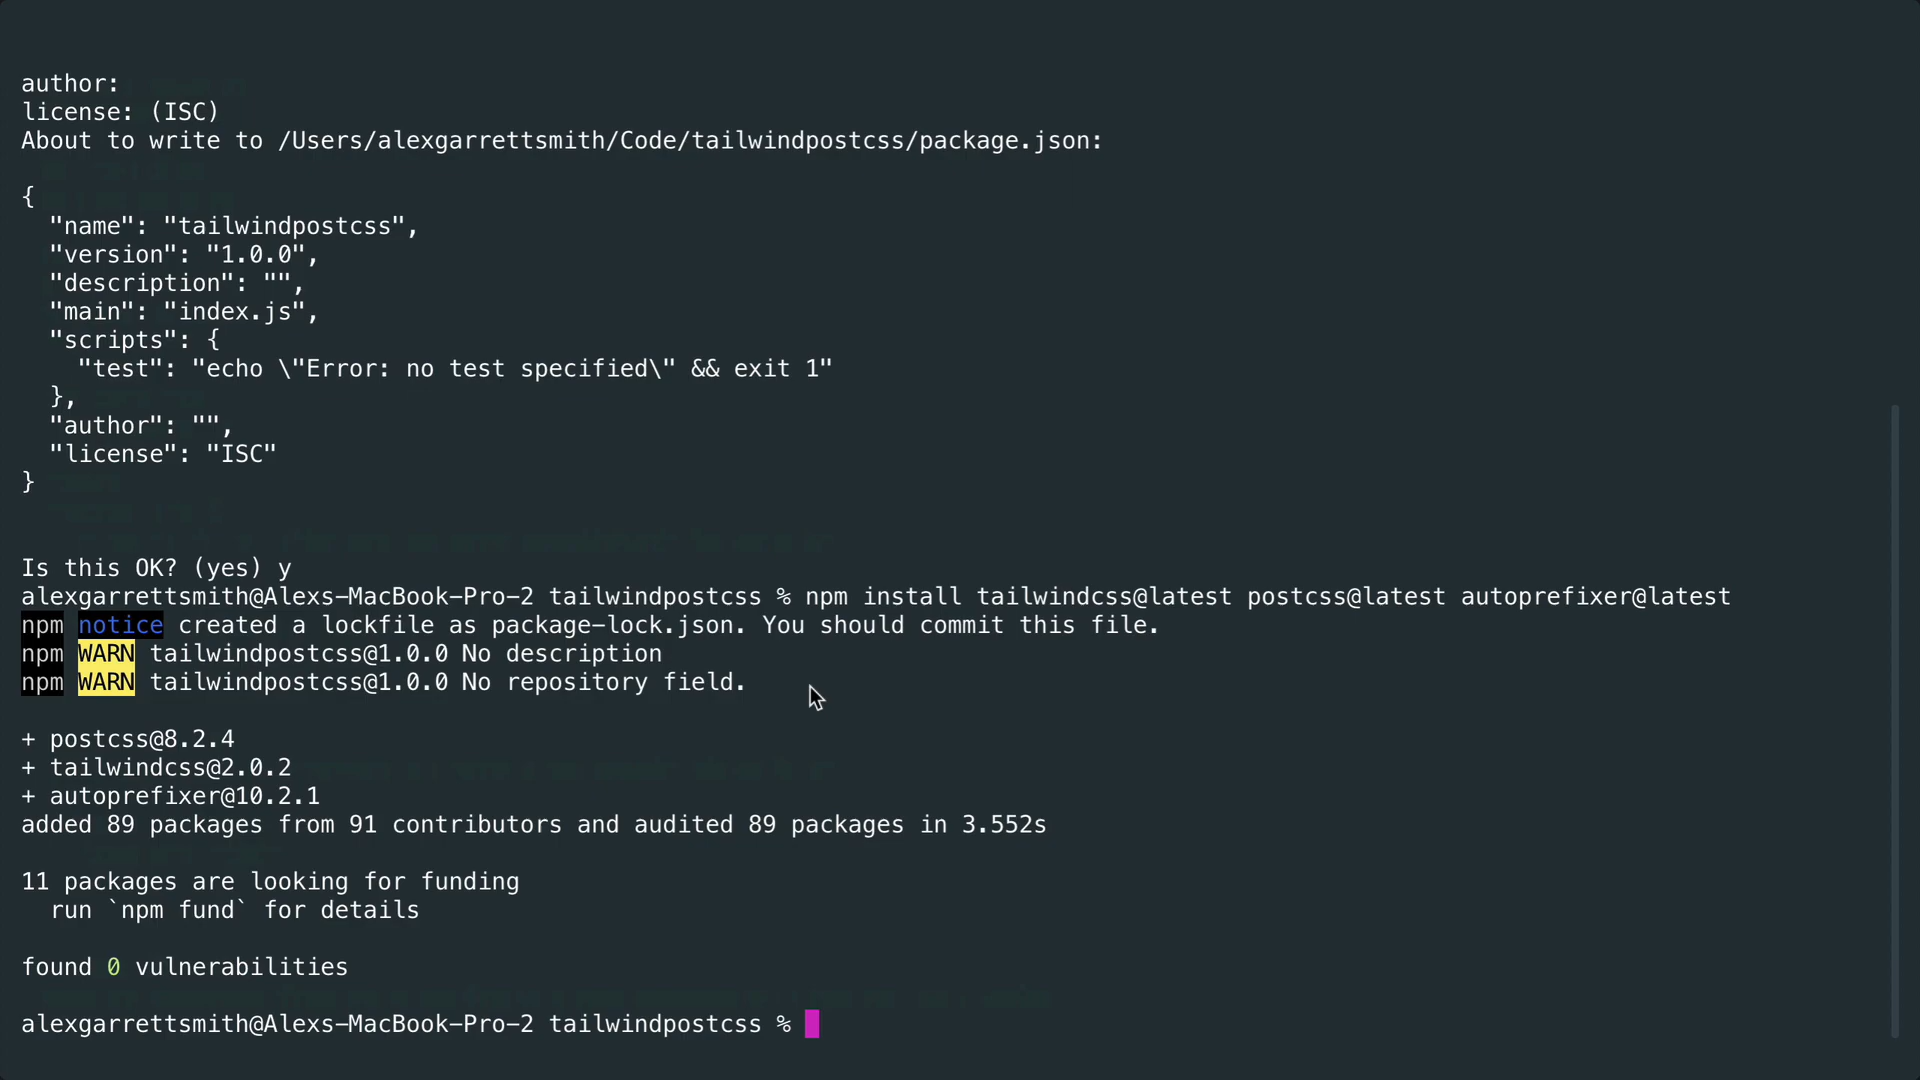 author:
license: (ISC)
About to write to /Users/alexgarrettsmith/Code/tailwindpostcss/package.json:
{
  "name": "tailwindpostcss",
  "version": "1.0.0",
  "description": "",
  "main": "index.js",
  "scripts": {
    "test": "echo \"Error: no test specified\" && exit 1"
  },
  "author": "",
  "license": "ISC"
}
Is this OK? (yes) y
alexgarrettsmith@Alexs-MacBook-Pro-2 tailwindpostcss % npm install tailwindcss@latest postcss@latest autoprefixer@latest
npm notice created a lockfile as package-lock.json. You should commit this file.
npm WARN tailwindpostcss@1.0.0 No description
npm WARN tailwindpostcss@1.0.0 No repository field.
+ postcss@8.2.4
+ tailwindcss@2.0.2
+ autoprefixer@10.2.1
added 89 packages from 91 contributors and audited 89 packages in 3.552s
11 packages are looking for funding
  run `npm fund` for details
found 0 vulnerabilities
alexgarrettsmith@Alexs-MacBook-Pro-2 tailwindpostcss %